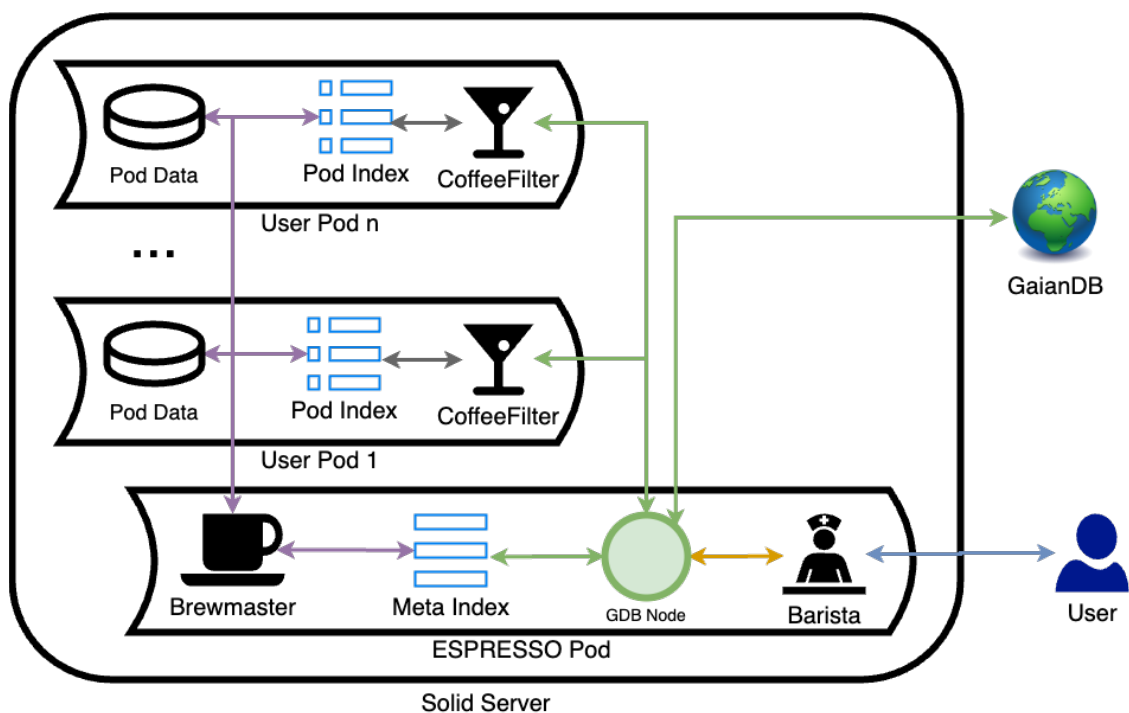 Pod Data
Pod Index
CoffeeFilter
User Pod n
...
GaianDB
Pod Data
Pod Index
CoffeeFilter
User Pod 1
Brewmaster
Meta Index
GDB Node
Barista
User
ESPRESSO Pod
Solid Server